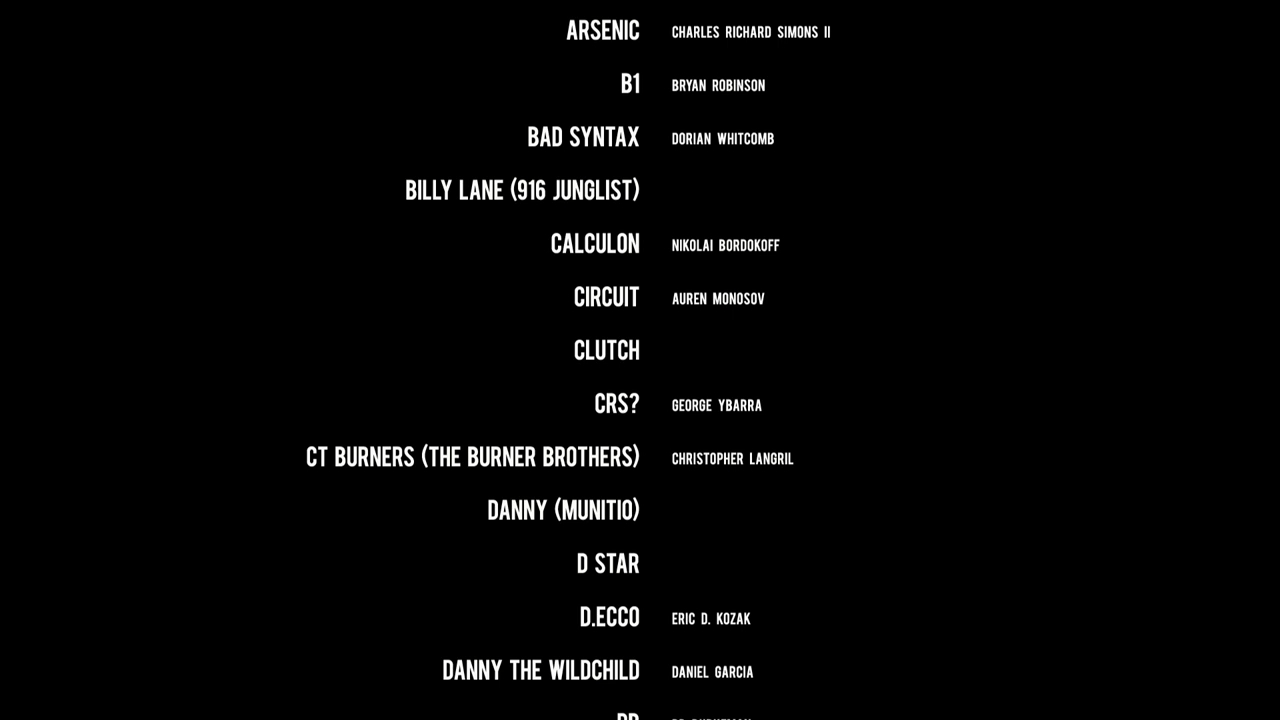 ARSENIC CHARLES RICHARD SIMONS II
B1 BRYAN ROBINSON
BAD SYNTAX DORIAN WHITCOMB
BILLY LANE (916 JUNGLIST)
CALCULON NIKOLAI BORDOKOFF
CIRCUIT AUREN MONOSOV
CLUTCH
CRS? GEORGE YBARRA
CT BURNERS (THE BURNER BROTHERS) CHRISTOPHER LANGRIL
DANNY (MUNITIO)
D STAR
D.ECCO ERIC D. KOZAK
DANNY THE WILDCHILD DANIEL GARCIA